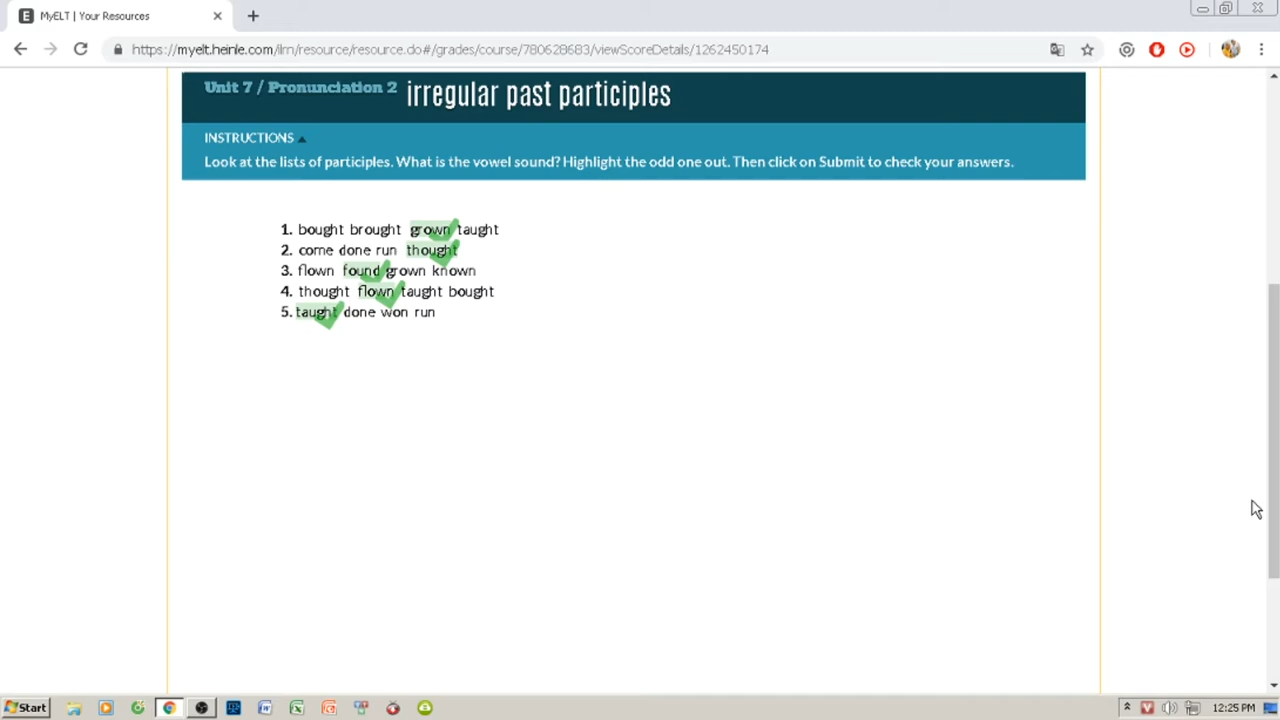 MyELT | Your Resources
https://myelt.heinle.com/ilrn/resource/resource.do#/grades/course/780628683/viewScoreDetails/1262450174
Unit 7 / Pronunciation 2 irregular past participles
INSTRUCTIONS
Look at the lists of participles. What is the vowel sound? Highlight the odd one out. Then click on Submit to check your answers.
1. bought brought grown taught
2. come done run thought
3. flown found grown known
4. thought flown taught bought
5. taught done won run
Start 12:25 PM